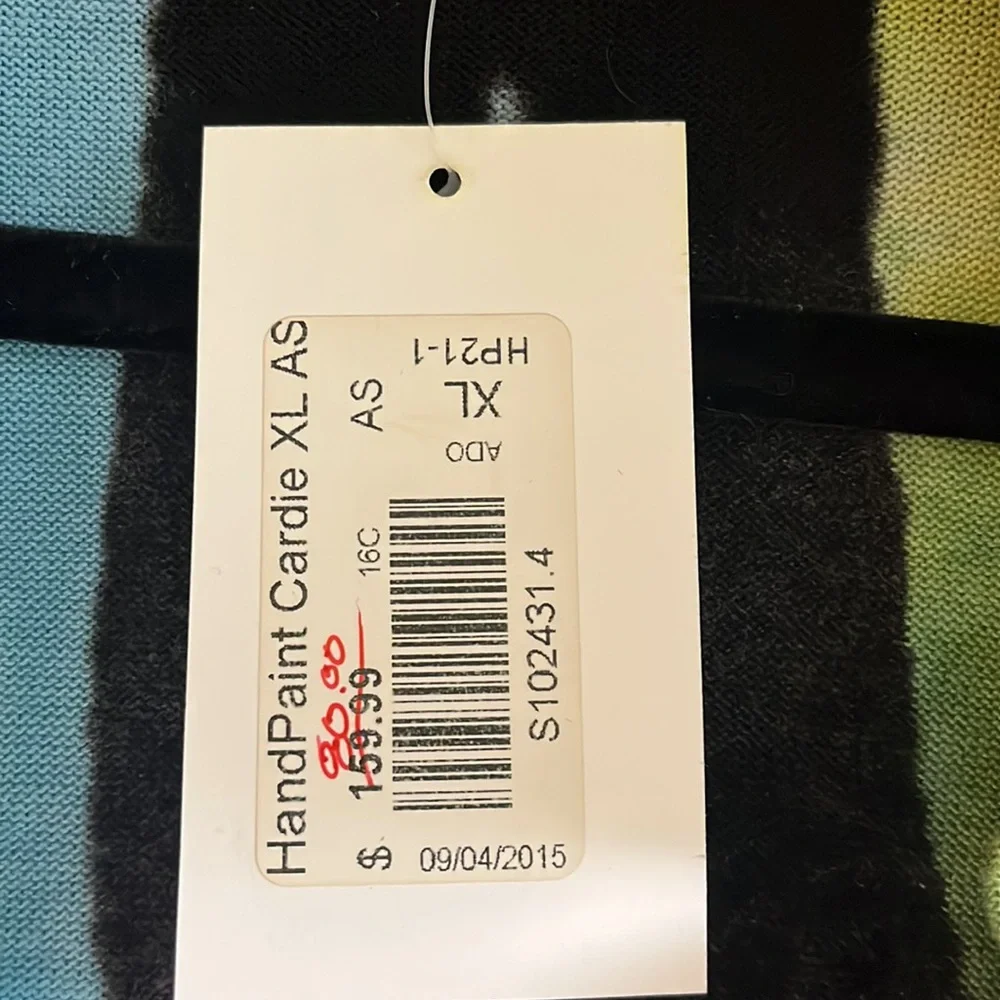 HandPaint Cardie XL AS
80.00
$ 159.99 16C AS
S102431.4
09/04/2015
ADO
XL
HP21-1